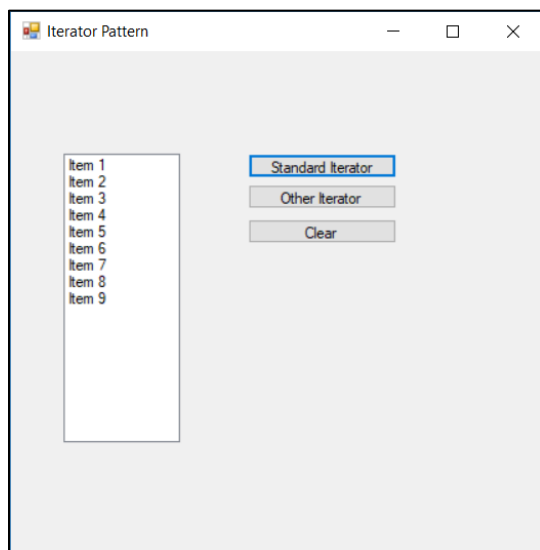 Iterator Pattern
Item 1
Item 2
Item 3
Item 4
Item 5
Item 6
Item 7
Item 8
Item 9
Standard Iterator
Other Iterator
Clear